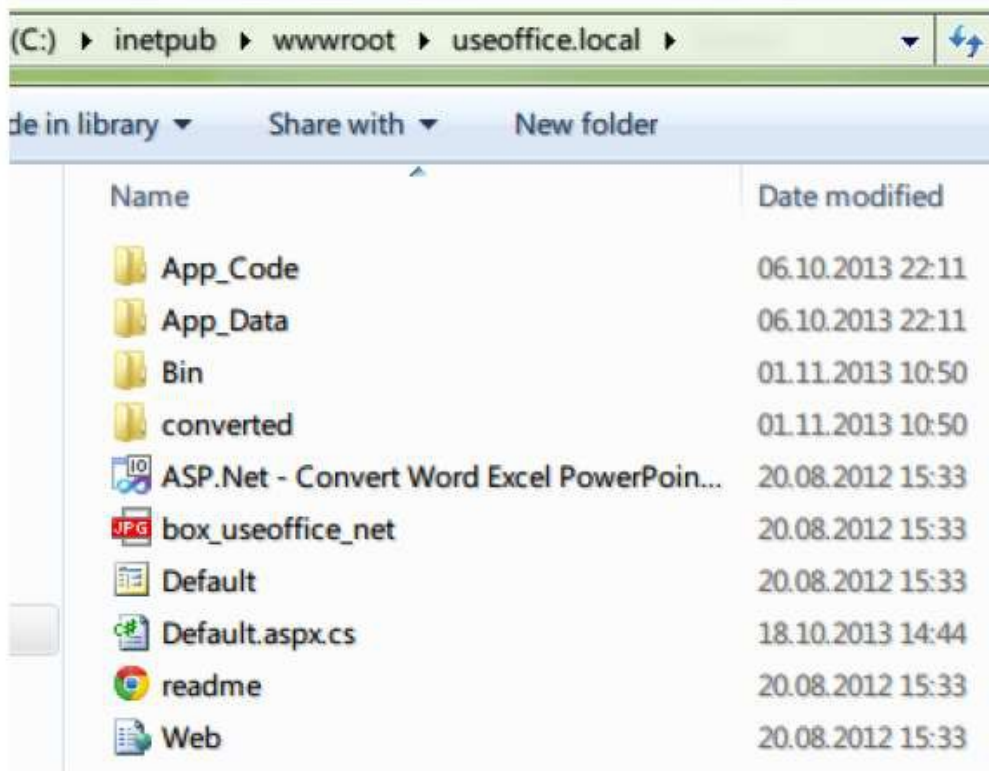 (C:) ▸ inetpub ▸ wwwroot ▸ useoffice.local ▸
de in library ▾ Share with ▾ New folder
Name Date modified
App_Code 06.10.2013 22:11
App_Data 06.10.2013 22:11
Bin 01.11.2013 10:50
converted 01.11.2013 10:50
IO ASP.Net - Convert Word Excel PowerPoin... 20.08.2012 15:33
JPG box_useoffice_net 20.08.2012 15:33
Default 20.08.2012 15:33
c# Default.aspx.cs 18.10.2013 14:44
readme 20.08.2012 15:33
Web 20.08.2012 15:33